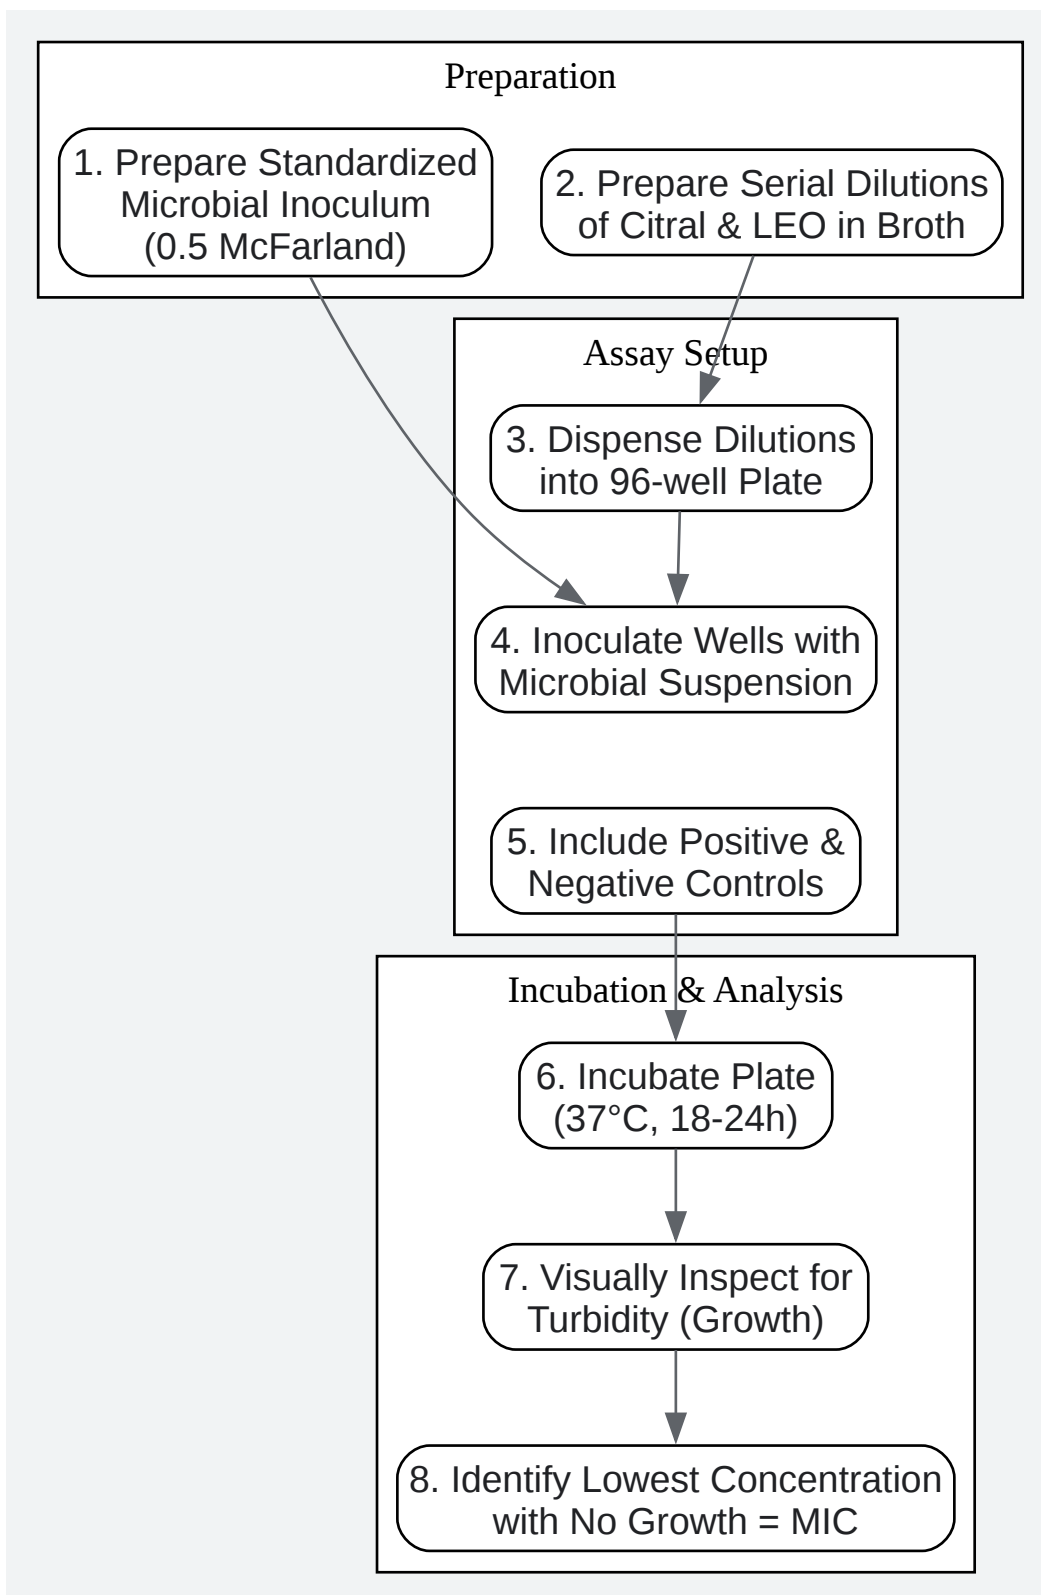 Preparation
1. Prepare Standardized
Microbial Inoculum
(0.5 McFarland)
2. Prepare Serial Dilutions
of Citral & LEO in Broth
Assay Setup
3. Dispense Dilutions
into 96-well Plate
4. Inoculate Wells with
Microbial Suspension
5. Include Positive &
Negative Controls
Incubation & Analysis
6. Incubate Plate
(37°C, 18-24h)
7. Visually Inspect for
Turbidity (Growth)
8. Identify Lowest Concentration
with No Growth = MIC